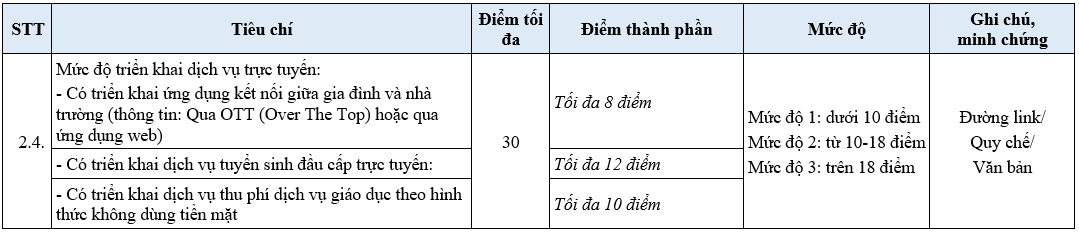 STT
Tiêu chí
Điểm tối
đa
Điểm thành phần
Mức độ
Ghi chú,
minh chứng
2.4.
Mức độ triển khai dịch vụ trực tuyến:
- Có triển khai ứng dụng kết nối giữa gia đình và nhà
trường (thông tin: Qua OTT (Over The Top) hoặc qua
ứng dụng web)
- Có triển khai dịch vụ tuyển sinh đầu cấp trực tuyến:
- Có triển khai dịch vụ thu phí dịch vụ giáo dục theo hình
thức không dùng tiền mặt
30
Tối đa 8 điểm
Tối đa 12 điểm
Tối đa 10 điểm
Mức độ 1: dưới 10 điểm
Mức độ 2: từ 10-18 điểm
Mức độ 3: trên 18 điểm
Đường link/
Quy chế/
Văn bản